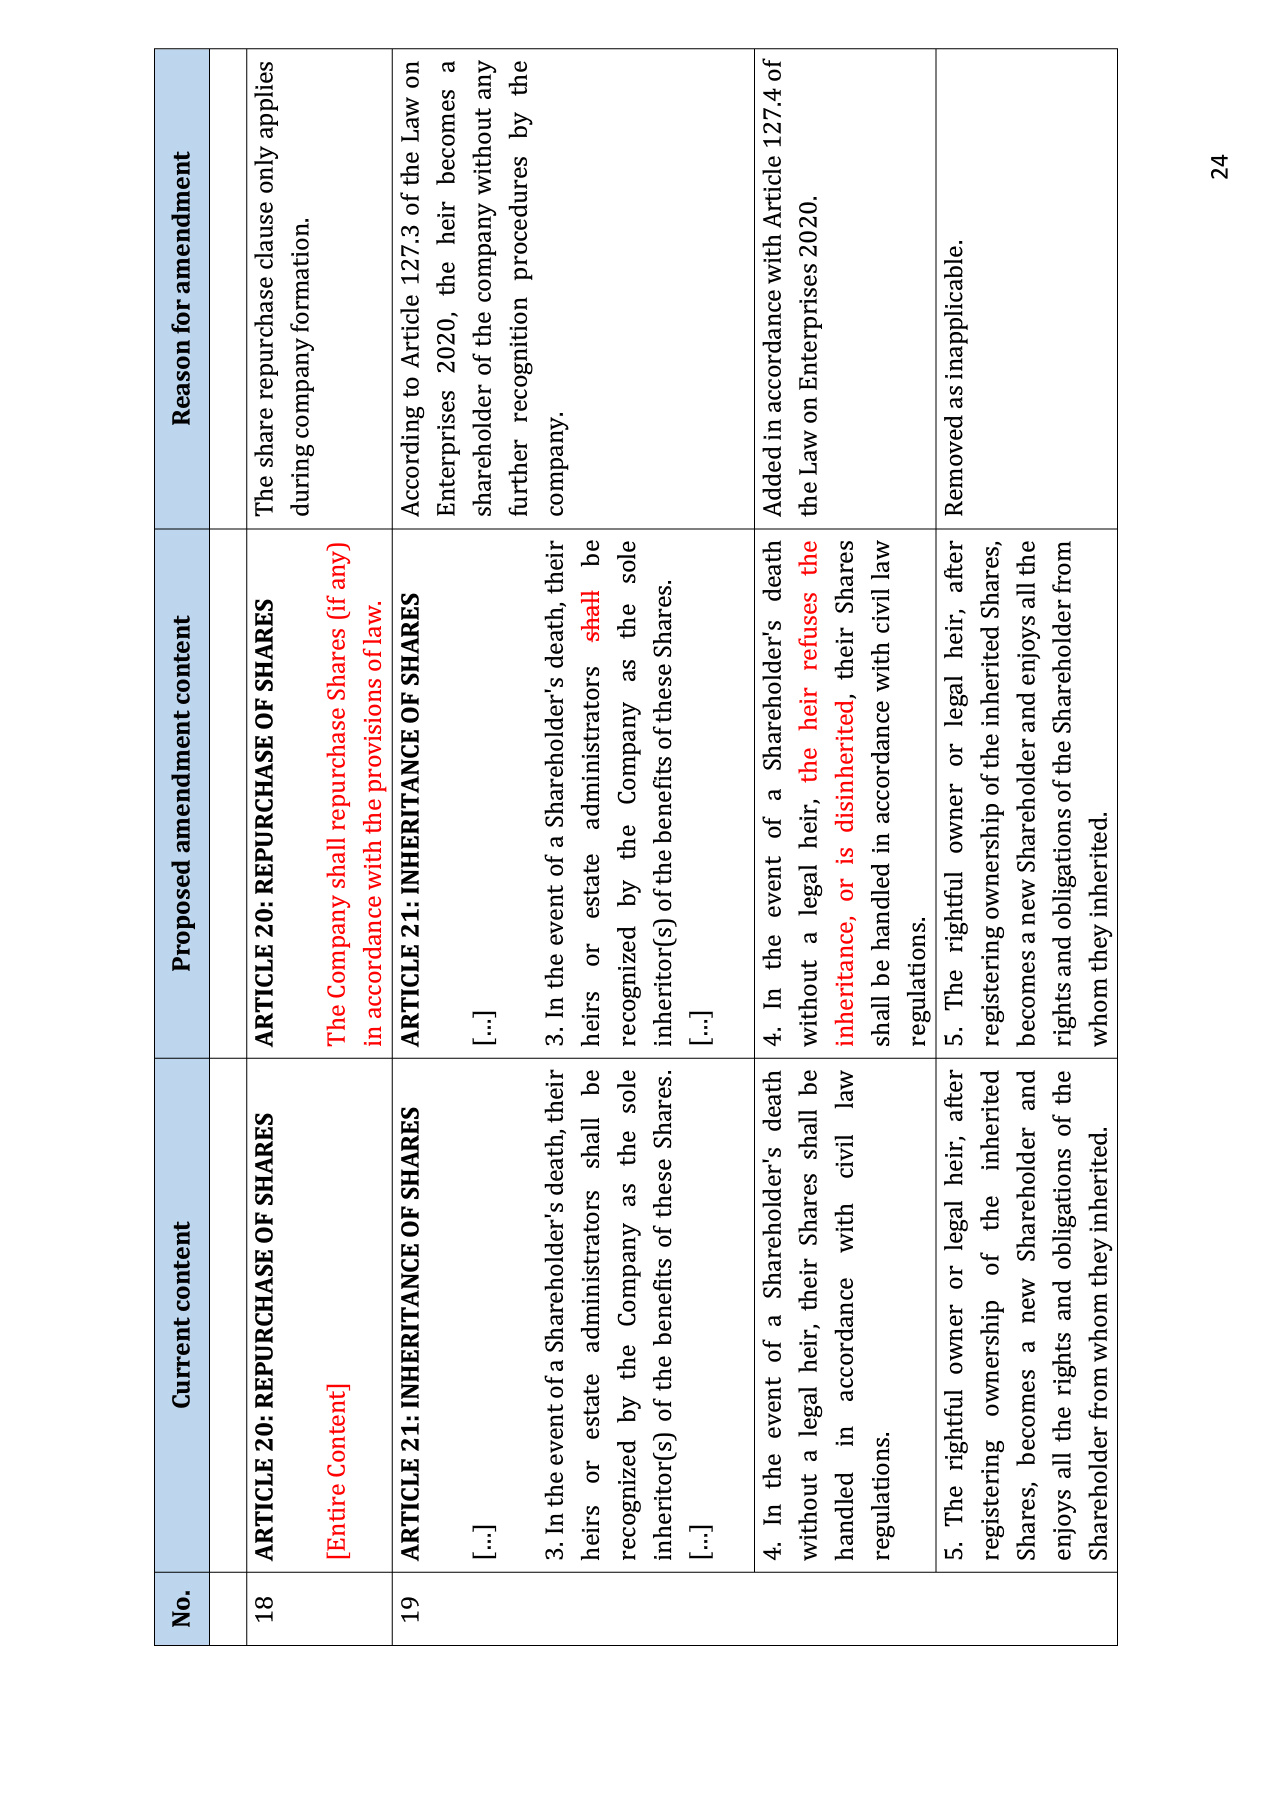 No.
Current content
Proposed amendment content
Reason for amendment
18
ARTICLE 20: REPURCHASE OF SHARES
[Entire Content]
ARTICLE 20: REPURCHASE OF SHARES
The Company shall repurchase Shares (if any)
in accordance with the provisions of law.
The share repurchase clause only applies
during company formation.
19
ARTICLE 21: INHERITANCE OF SHARES
[...]
3. In the event of a Shareholder's death, their
heirs or estate administrators shall be
recognized by the Company as the sole
inheritor(s) of the benefits of these Shares.
[...]
ARTICLE 21: INHERITANCE OF SHARES
[...]
3. In the event of a Shareholder's death, their
heirs or estate administrators shall be
recognized by the Company as the sole
inheritor(s) of the benefits of these Shares.
[...]
According to Article 127.3 of the Law on
Enterprises 2020, the heir becomes a
shareholder of the company without any
further recognition procedures by the
company.
4. In the event of a Shareholder's death
without a legal heir, their Shares shall be
handled in accordance with civil law
regulations.
4. In the event of a Shareholder's death
without a legal heir, the heir refuses the
inheritance, or is disinherited, their Shares
shall be handled in accordance with civil law
regulations.
Added in accordance with Article 127.4 of
the Law on Enterprises 2020.
5. The rightful owner or legal heir, after
registering ownership of the inherited
Shares, becomes a new Shareholder and
enjoys all the rights and obligations of the
Shareholder from whom they inherited.
5. The rightful owner or legal heir, after
registering ownership of the inherited Shares,
becomes a new Shareholder and enjoys all the
rights and obligations of the Shareholder from
whom they inherited.
Removed as inapplicable.
24